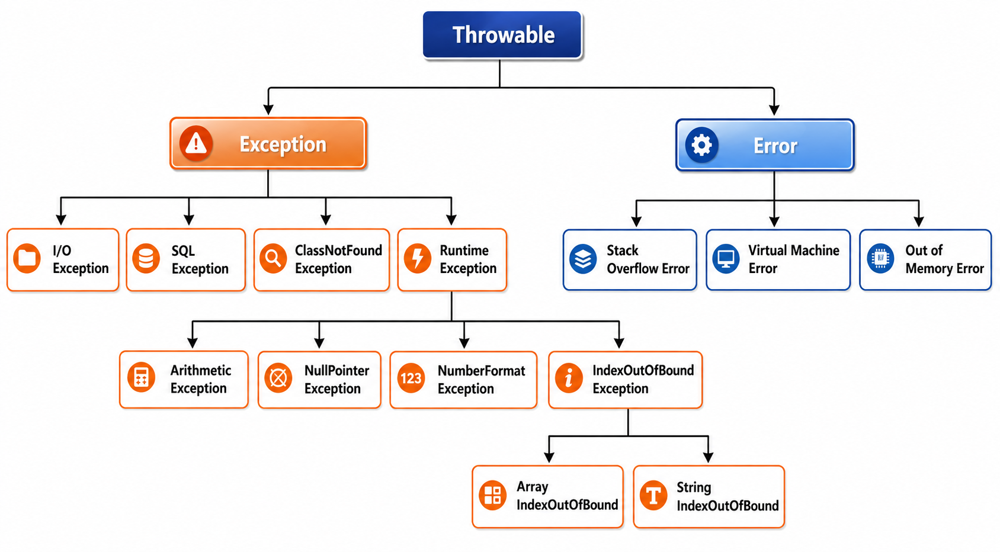 Throwable
Exception
Error
I/O
Exception
SQL
Exception
ClassNotFound
Exception
Runtime
Exception
Stack
Overflow Error
Virtual Machine
Error
Out of
Memory Error
Arithmetic
Exception
NullPointer
Exception
123
NumberFormat
Exception
i
IndexOutOfBound
Exception
Array
IndexOutOfBound
T
String
IndexOutOfBound